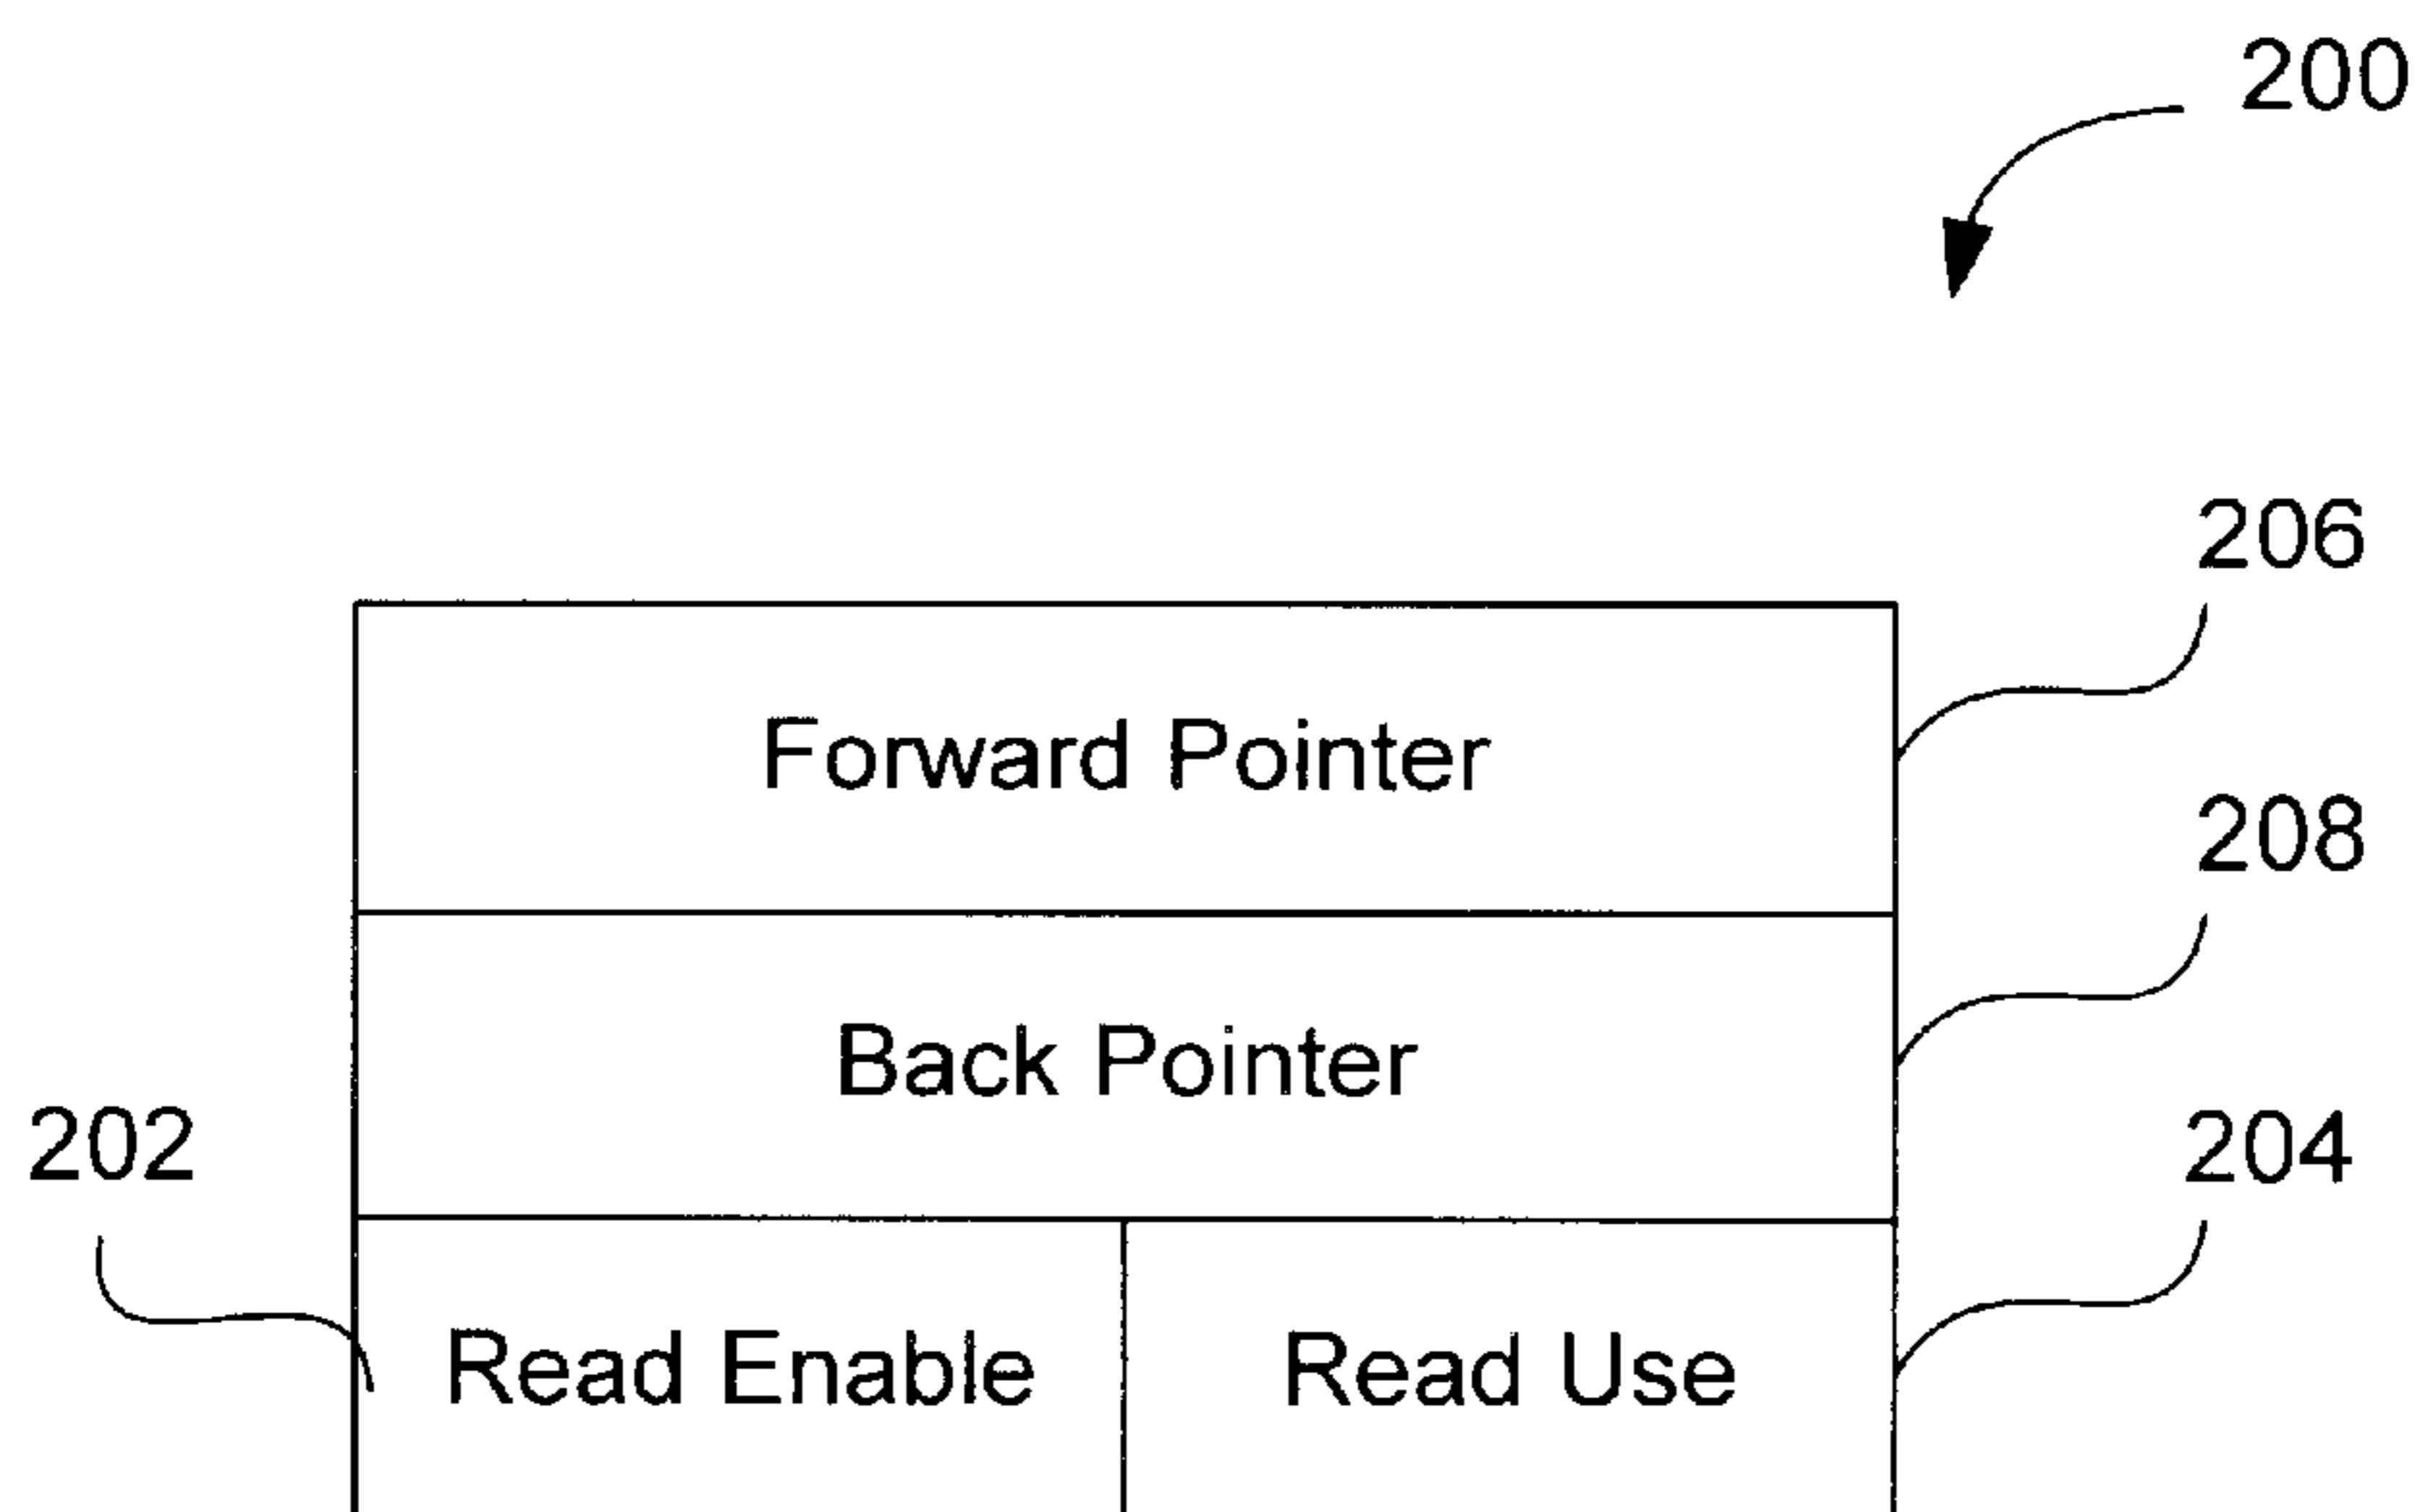 200
206
Forward Pointer
208
Back Pointer
202
204
Read Enable
Read Use